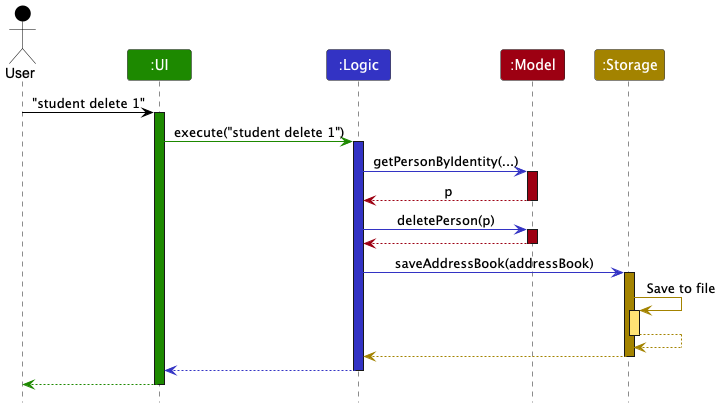 User
:UI
:Logic
:Model
:Storage
"student delete 1"
execute("student delete 1")
getPersonByIdentity(...)
p
deletePerson(p)
saveAddressBook(addressBook)
Save to file